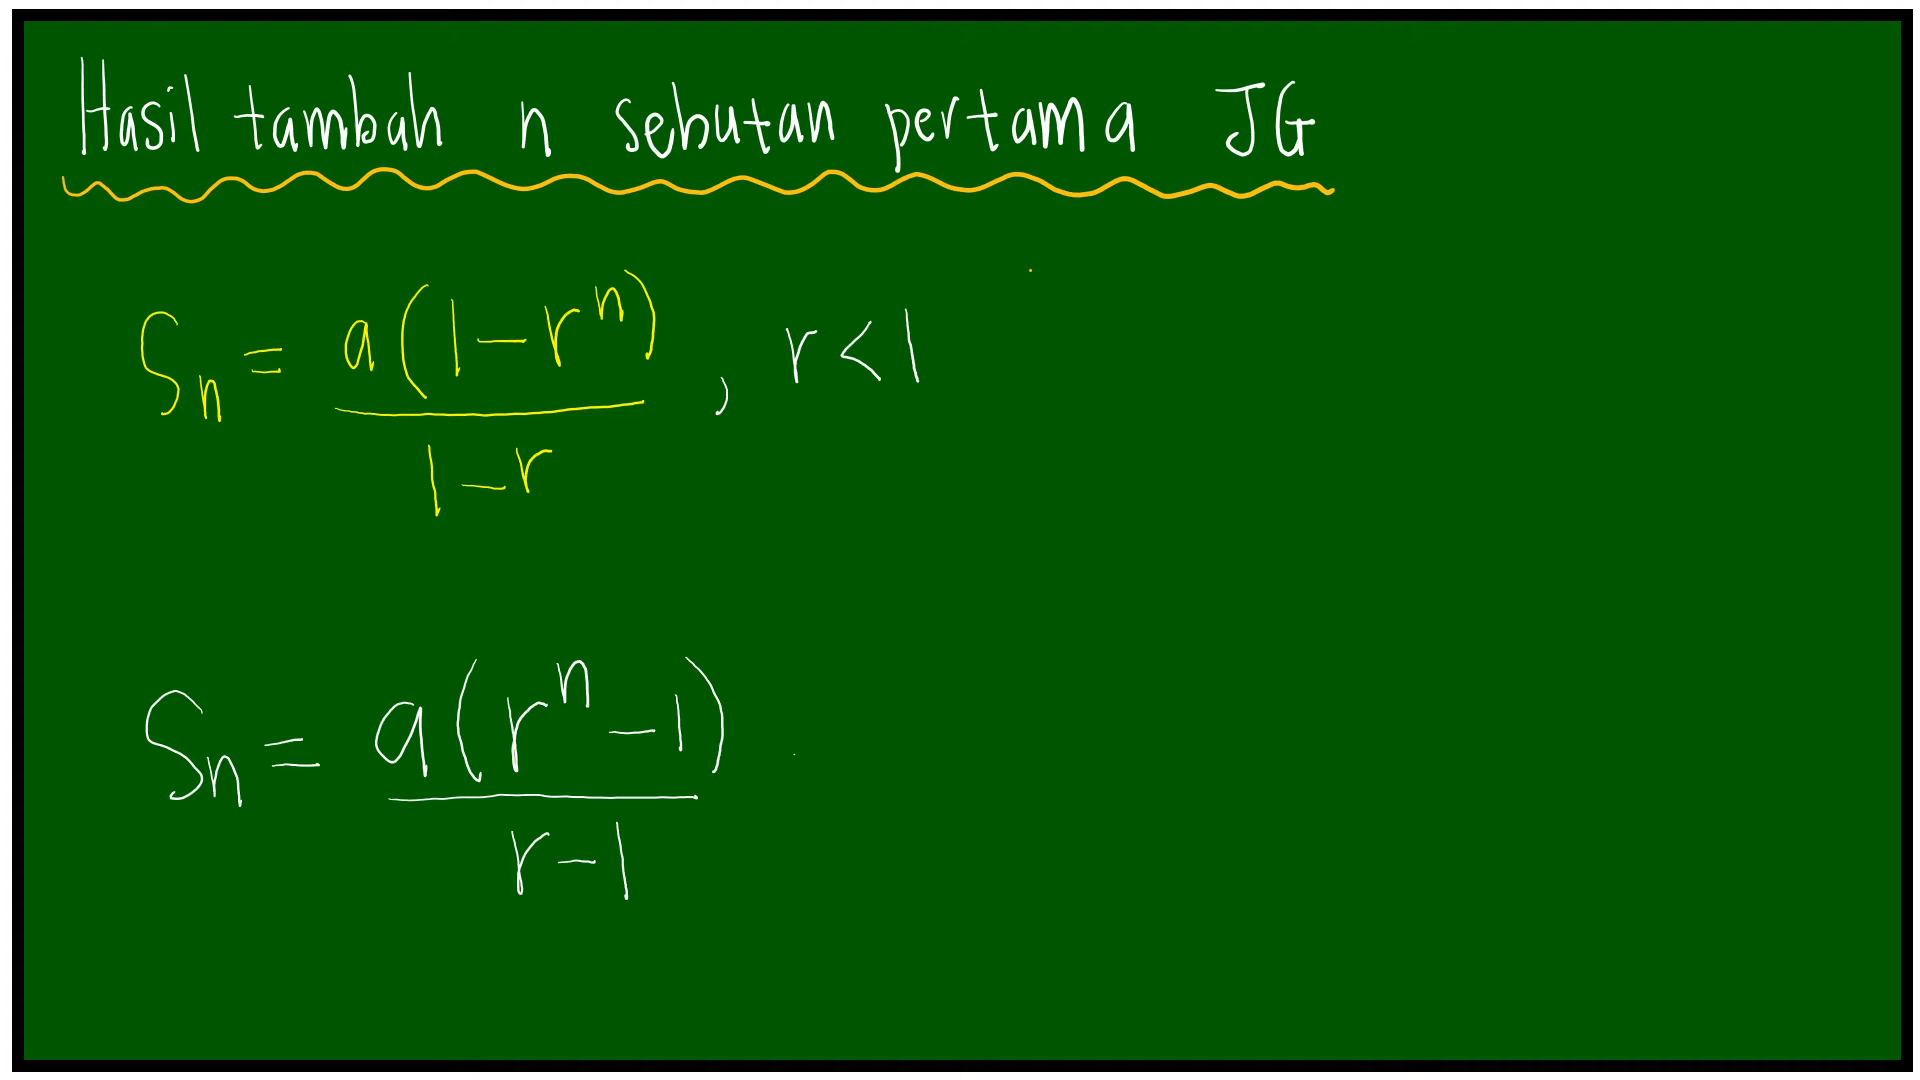 Hasil tambah n sebutan pertama JG
Sn = a(1-r^n) / 1-r , r<1
Sn = a(r^n-1) / r-1